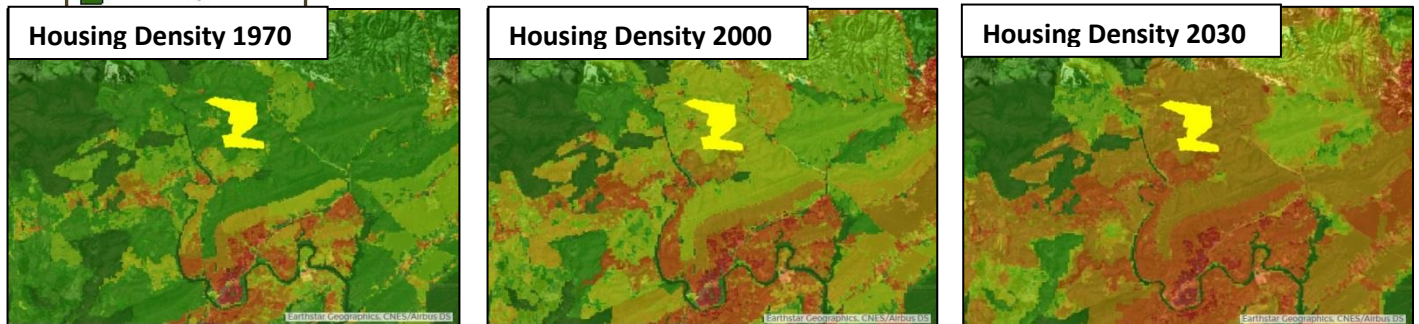 Housing Density 1970
Housing Density 2000
Housing Density 2030
Earthstar Geographics, CNES/Airbus DS
Earthstar Geographics, CNES/Airbus DS
Earthstar Geographics, CNES/Airbus DS